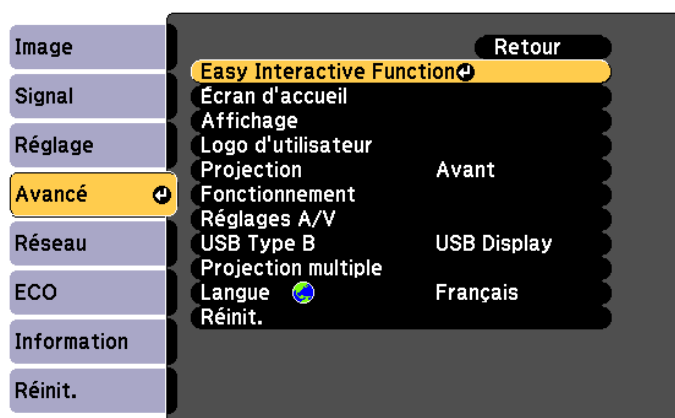 Image
Signal
Réglage
Avancé
Réseau
ECO
Information
Réinit.
Retour
Easy Interactive Function
Écran d'accueil
Affichage
Logo d'utilisateur
Projection Avant
Fonctionnement
Réglages A/V
USB Type B USB Display
Projection multiple
Langue Français
Réinit.